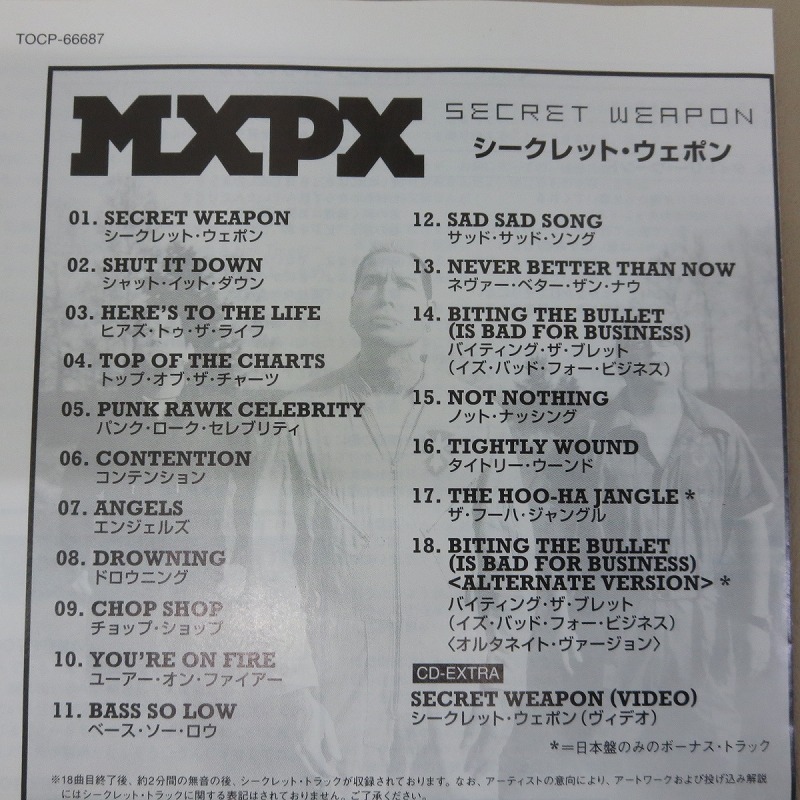 TOCP-66687
MXPX
SECRET WEAPON
シークレット・ウェポン
01. SECRET WEAPON
シークレット・ウェポン
02. SHUT IT DOWN
シャット・イット・ダウン
03. HERE'S TO THE LIFE
ヒアズ・トゥ・ザ・ライフ
04. TOP OF THE CHARTS
トップ・オブ・ザ・チャーツ
05. PUNK RAWK CELEBRITY
パンク・ローク・セレブリティ
06. CONTENTION
コンテンション
07. ANGELS
エンジェルズ
08. DROWNING
ドロウニング
09. CHOP SHOP
チョップ・ショップ
10. YOU'RE ON FIRE
ユーアー・オン・ファイアー
11. BASS SO LOW
ベース・ソー・ロウ
12. SAD SAD SONG
サッド・サッド・ソング
13. NEVER BETTER THAN NOW
ネヴァー・ベター・ザン・ナウ
14. BITING THE BULLET
(IS BAD FOR BUSINESS)
バイティング・ザ・ブレット
(イズ・バッド・フォー・ビジネス)
15. NOT NOTHING
ノット・ナッシング
16. TIGHTLY WOUND
タイトリー・ウーンド
17. THE HOO-HA JANGLE *
ザ・フーハ・ジャングル
18. BITING THE BULLET
(IS BAD FOR BUSINESS)
<ALTERNATE VERSION> *
バイティング・ザ・ブレット
(イズ・バッド・フォー・ビジネス)
〈オルタネイト・ヴァージョン〉
CD-EXTRA
SECRET WEAPON (VIDEO)
シークレット・ウェポン(ヴィデオ)
*=日本盤のみのボーナス・トラック
※18曲目終了後、約2分間の無音の後、シークレット・トラックが収録されております。なお、アーティストの意向により、アートワークおよび投げ込み解説
にはシークレット・トラックに関する表記はされておりません。ご了承ください。